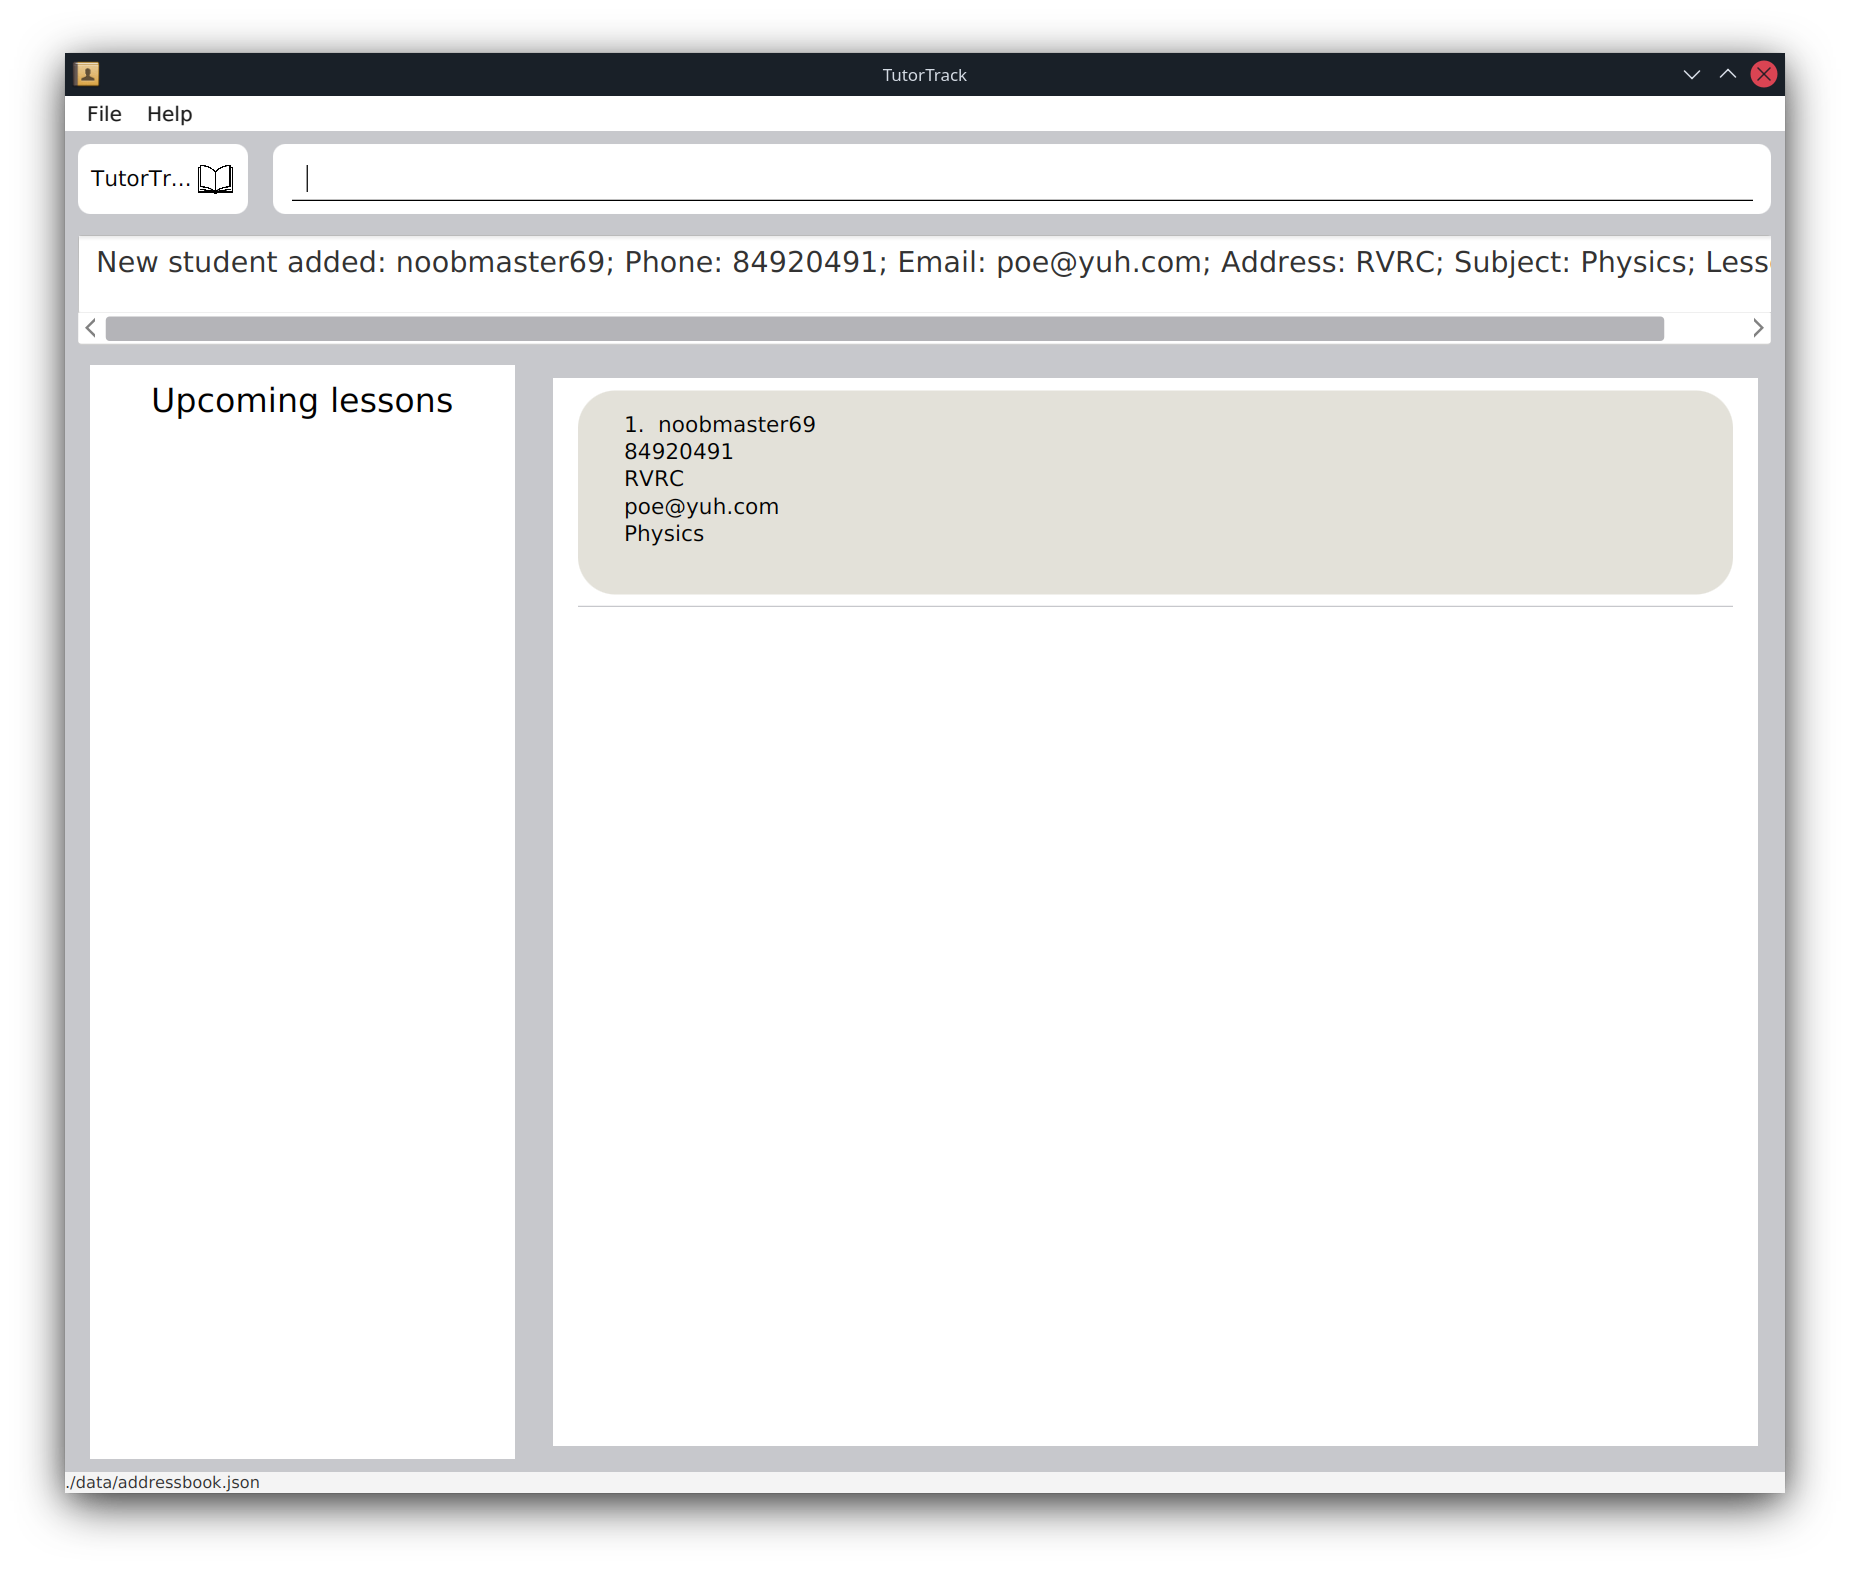 TutorTrack
File Help
TutorTr...
New student added: noobmaster69; Phone: 84920491; Email: poe@yuh.com; Address: RVRC; Subject: Physics; Less
Upcoming lessons
1. noobmaster69
84920491
RVRC
poe@yuh.com
Physics
./data/addressbook.json